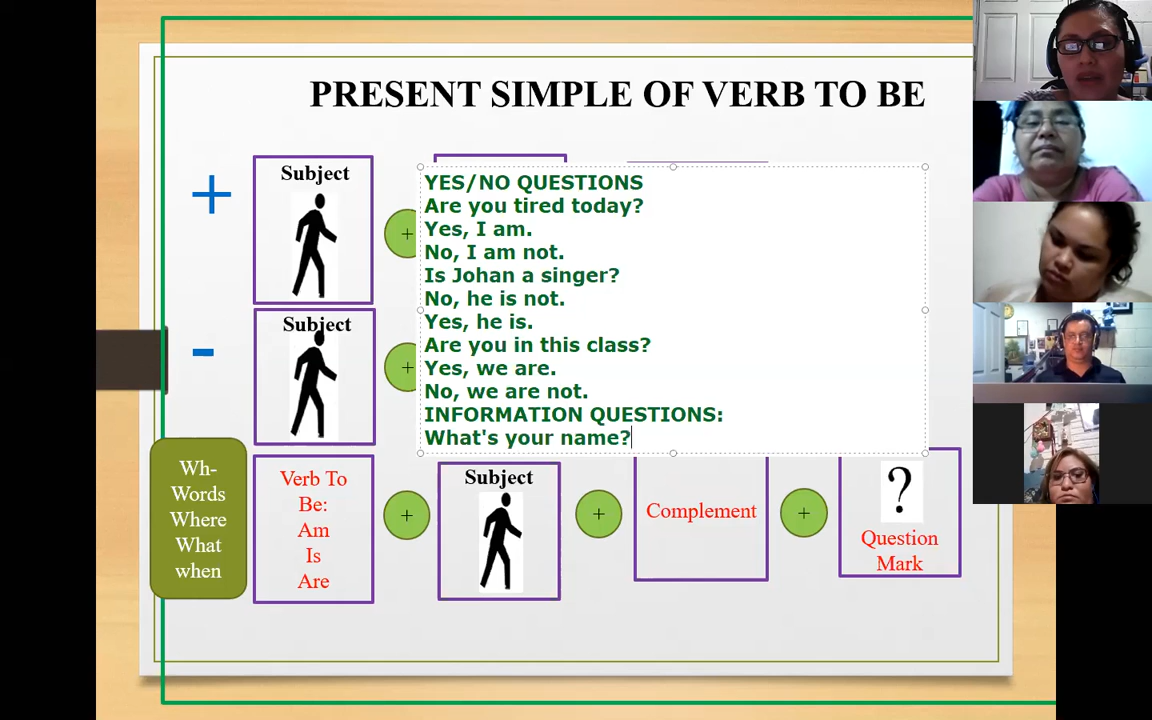 PRESENT SIMPLE OF VERB TO BE
+
Subject
+
YES/NO QUESTIONS
Are you tired today?
Yes, I am.
No, I am not.
Is Johan a singer?
No, he is not.
Yes, he is.
Are you in this class?
Yes, we are.
No, we are not.
INFORMATION QUESTIONS:
What's your name?
-
Subject
+
Wh-
Words
Where
What
when
Verb To
Be:
Am
Is
Are
+
Subject
+
Complement
+
?
Question
Mark